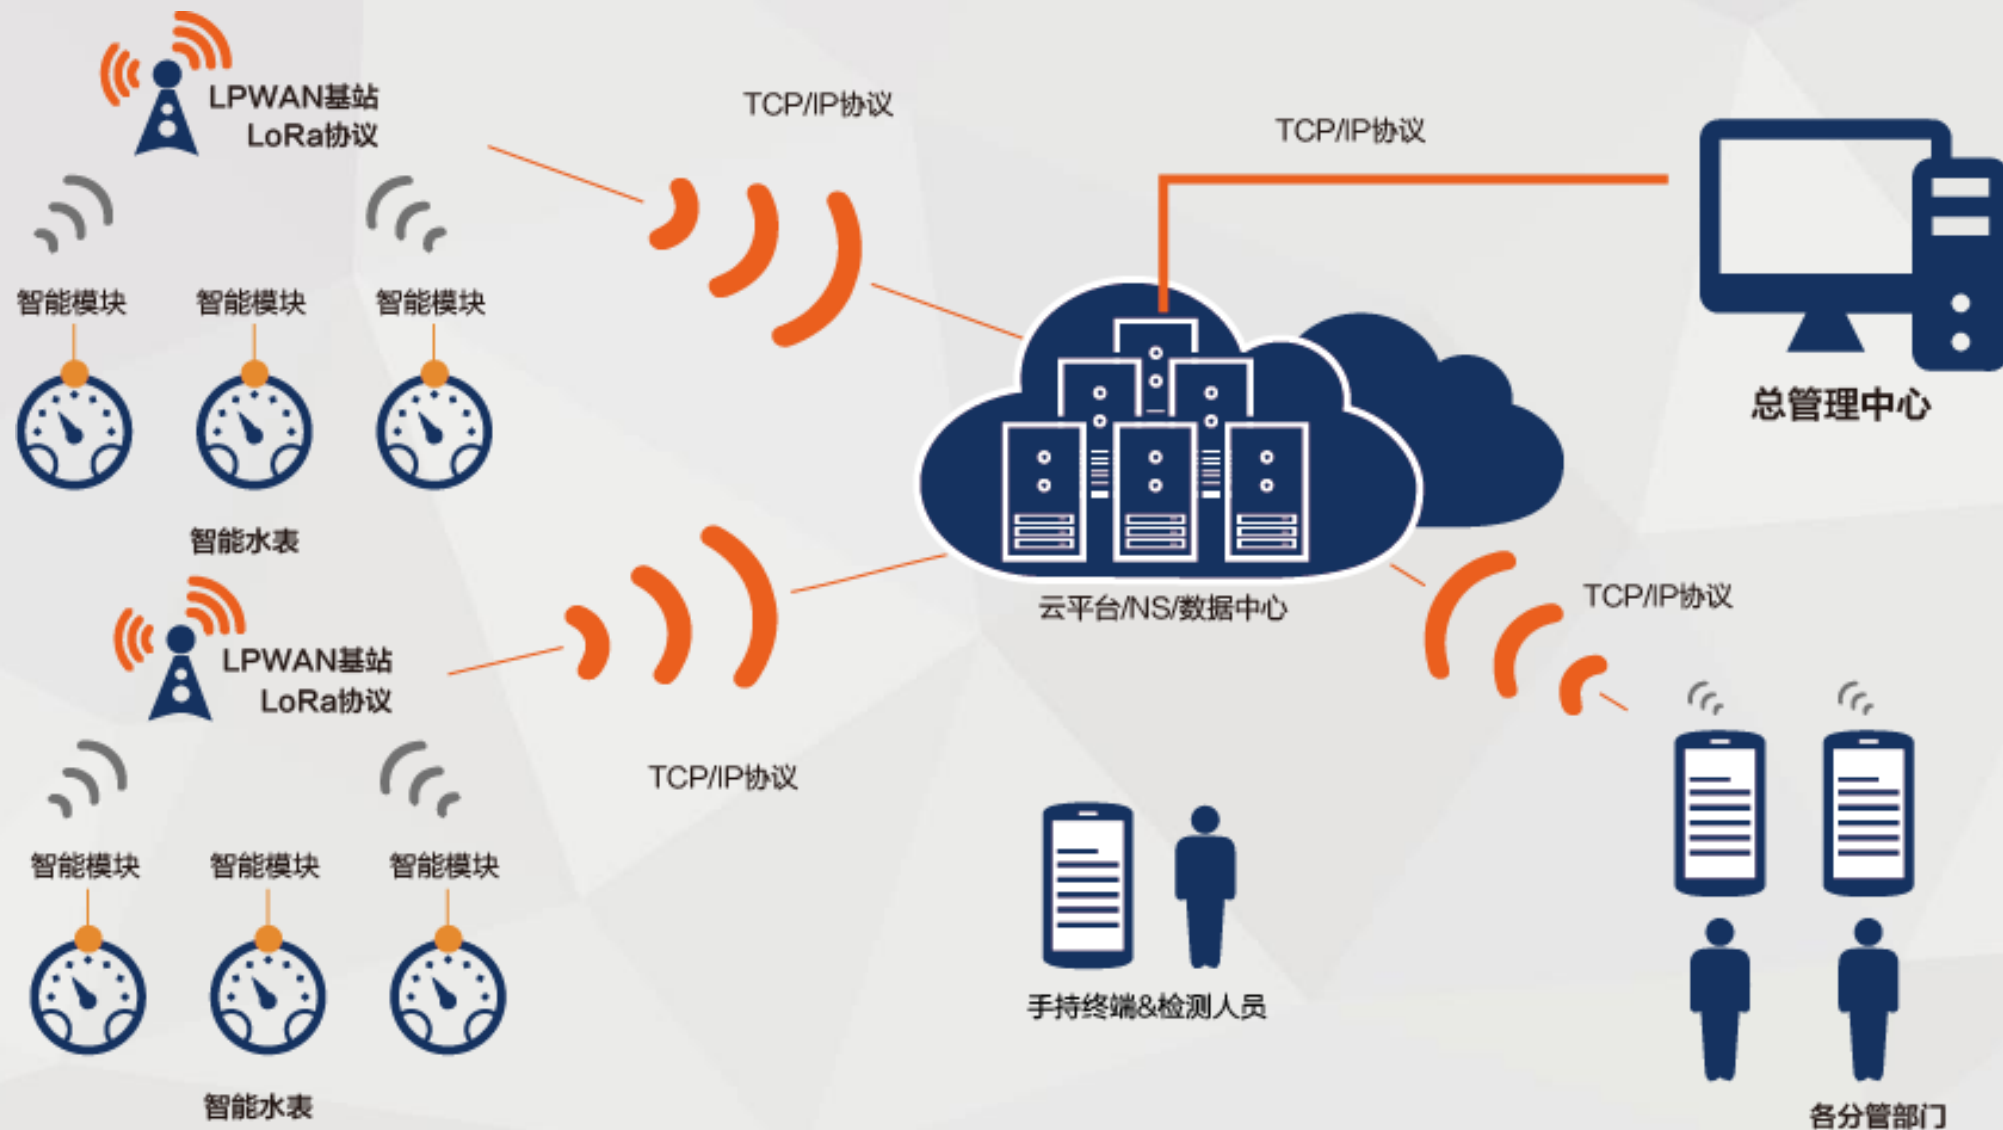 LPWAN基站
LoRa协议
TCP/IP协议
TCP/IP协议
智能模块
智能模块
智能模块
总管理中心
智能水表
云平台/NS/数据中心
TCP/IP协议
LPWAN基站
LoRa协议
TCP/IP协议
智能模块
智能模块
智能模块
手持终端&检测人员
智能水表
各分管部门